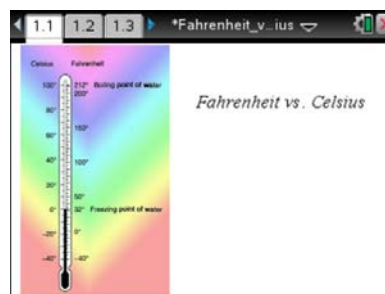 1.1 1.2 1.3 *Fahrenheit_v…ius
Celsius Fahrenheit
100° 212° Boiling point of water
200°
80°
150°
60°
40° 100°
20°
50°
0° 32° Freezing point of water
-20° 0°
-40° -40°
Fahrenheit vs. Celsius